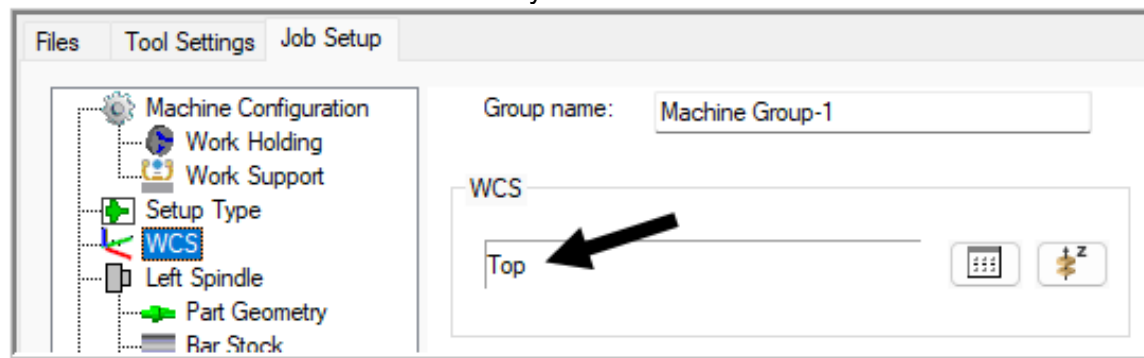 Files Tool Settings Job Setup
Machine Configuration
Work Holding
Work Support
Setup Type
WCS
Left Spindle
Part Geometry
Bar Stock
Group name: Machine Group-1
WCS
Top
Z